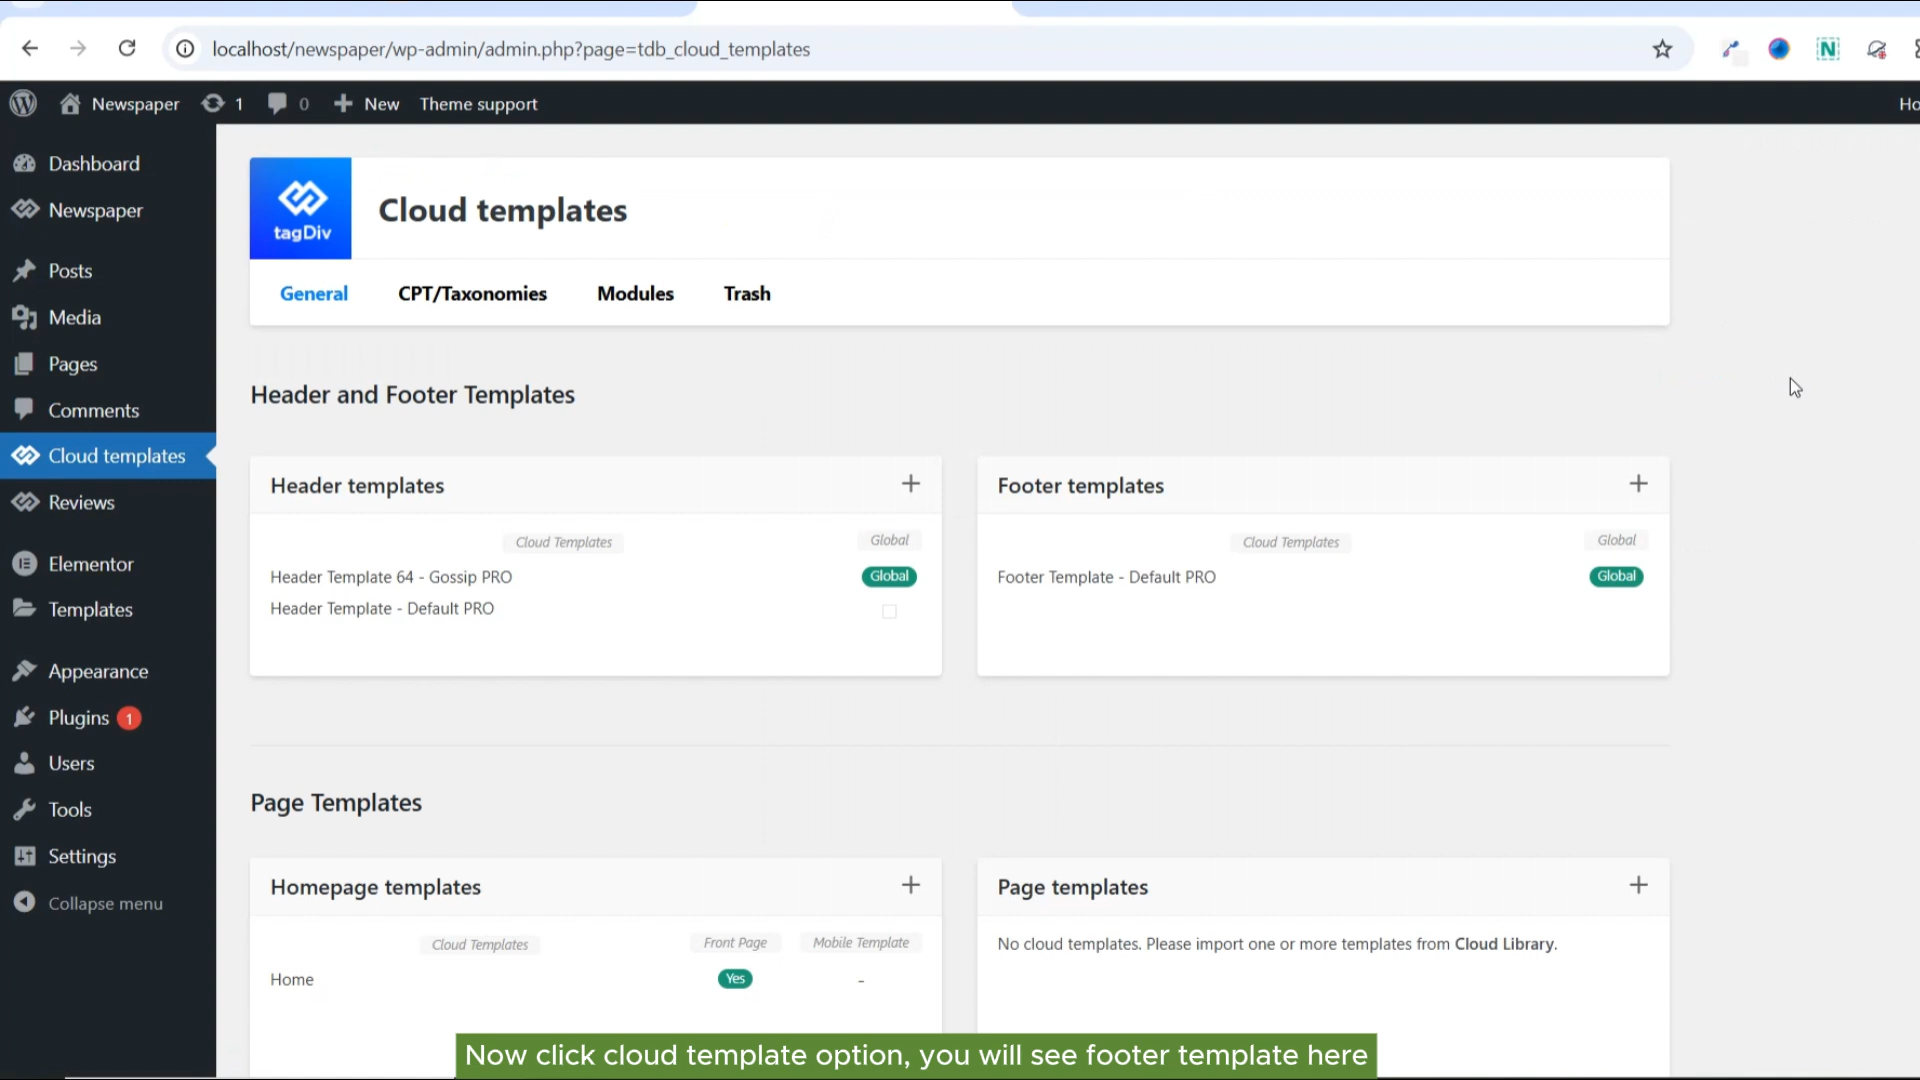 localhost/newspaper/wp-admin/admin.php?page=tdb_cloud_templates
N
Newspaper 1 0 New Theme support
Ho
Dashboard
Newspaper
Posts
Media
Pages
Comments
Cloud templates
Reviews
Elementor
Templates
Appearance
Plugins 1
Users
Tools
Settings
Collapse menu
tagDiv
Cloud templates
General CPT/Taxonomies Modules Trash
Header and Footer Templates
Header templates
Cloud Templates Global
Header Template 64 - Gossip PRO Global
Header Template - Default PRO
Footer templates
Cloud Templates Global
Footer Template - Default PRO Global
Page Templates
Homepage templates
Cloud Templates Front Page Mobile Template
Home Yes -
Page templates
No cloud templates. Please import one or more templates from Cloud Library.
Now click cloud template option, you will see footer template here